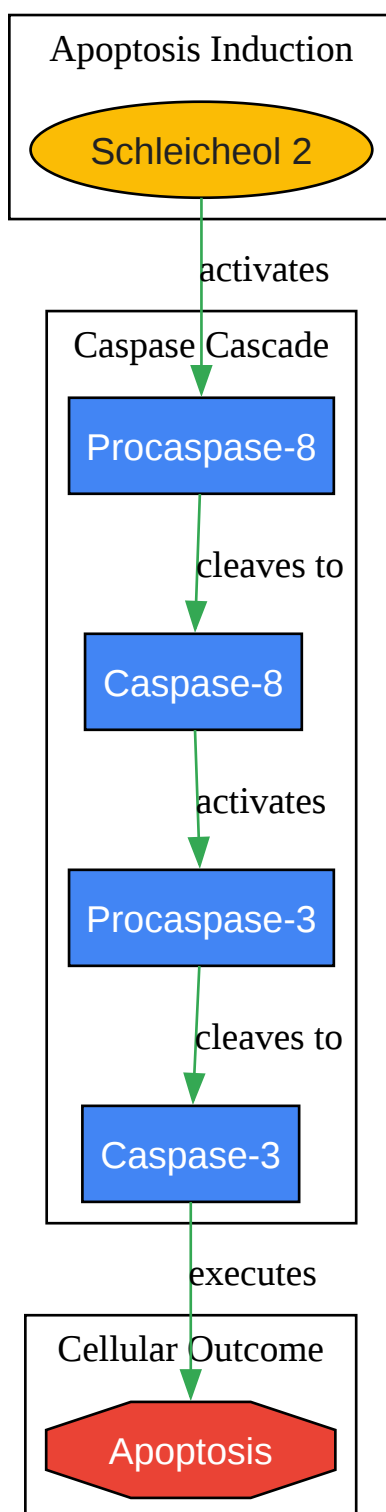 Apoptosis Induction
Schleicheol 2
activates
Caspase Cascade
Procaspase-8
cleaves to
Caspase-8
activates
Procaspase-3
cleaves to
Caspase-3
executes
Cellular Outcome
Apoptosis